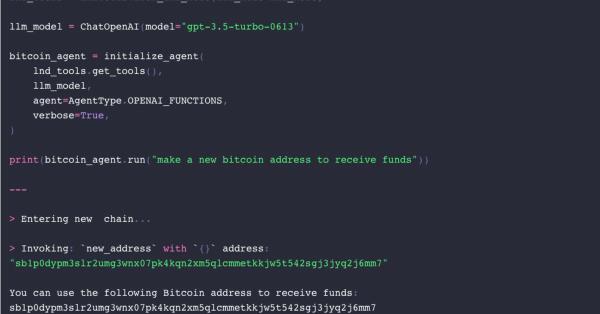 llm_model = ChatOpenAI(model="gpt-3.5-turbo-0613")
bitcoin_agent = initialize_agent(
lnd_tools.get_tools(),
llm_model,
agent=AgentType.OPENAI_FUNCTIONS,
verbose=True,
)
print(bitcoin_agent.run("make a new bitcoin address to receive funds"))
---
> Entering new  chain...
> Invoking: `new_address` with `{}` address:
"sb1p0dypm3slr2umg3wnx07pk4kqn2xm5qlcmmetkkjw5t542sgj3jyq2j6mm7"
You can use the following Bitcoin address to receive funds:
sb1p0dypm3slr2umg3wnx07pk4kqn2xm5qlcmmetkkjw5t542sgj3jyq2j6mm7